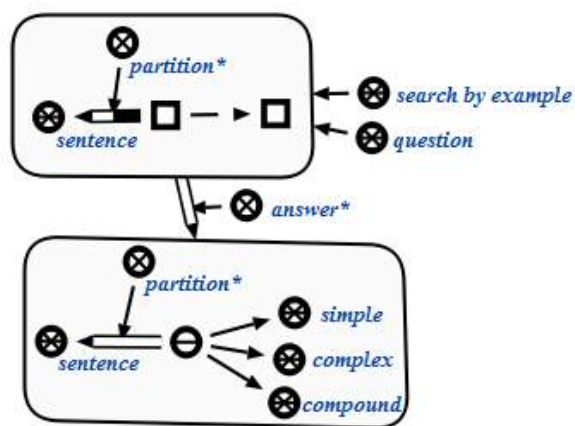 partition*
sentence
search by example
question
answer*
partition*
sentence
simple
complex
compound